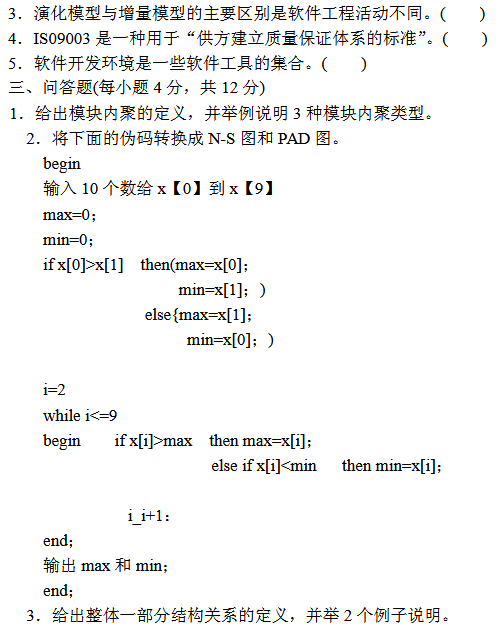 3．演化模型与增量模型的主要区别是软件工程活动不同。(　　)
4．IS09003 是一种用于“供方建立质量保证体系的标准”。(　　)
5．软件开发环境是一些软件工具的集合。(　　)
三、问答题(每小题 4 分，共 12 分)
1．给出模块内聚的定义，并举例说明 3 种模块内聚类型。
2．将下面的伪码转换成 N-S 图和 PAD 图。
begin
输入 10 个数给 x【0】到 x【9】
max=0；
min=0；
if x[0]>x[1]　then(max=x[0]；
min=x[1]；)
else{max=x[1]；
min=x[0]；)
i=2
while i<=9
begin　　if x[i]>max　then max=x[i]；
else if x[i]<min　　then min=x[i]；
i_i+1：
end；
输出 max 和 min；
end；
3．给出整体一部分结构关系的定义，并举 2 个例子说明。